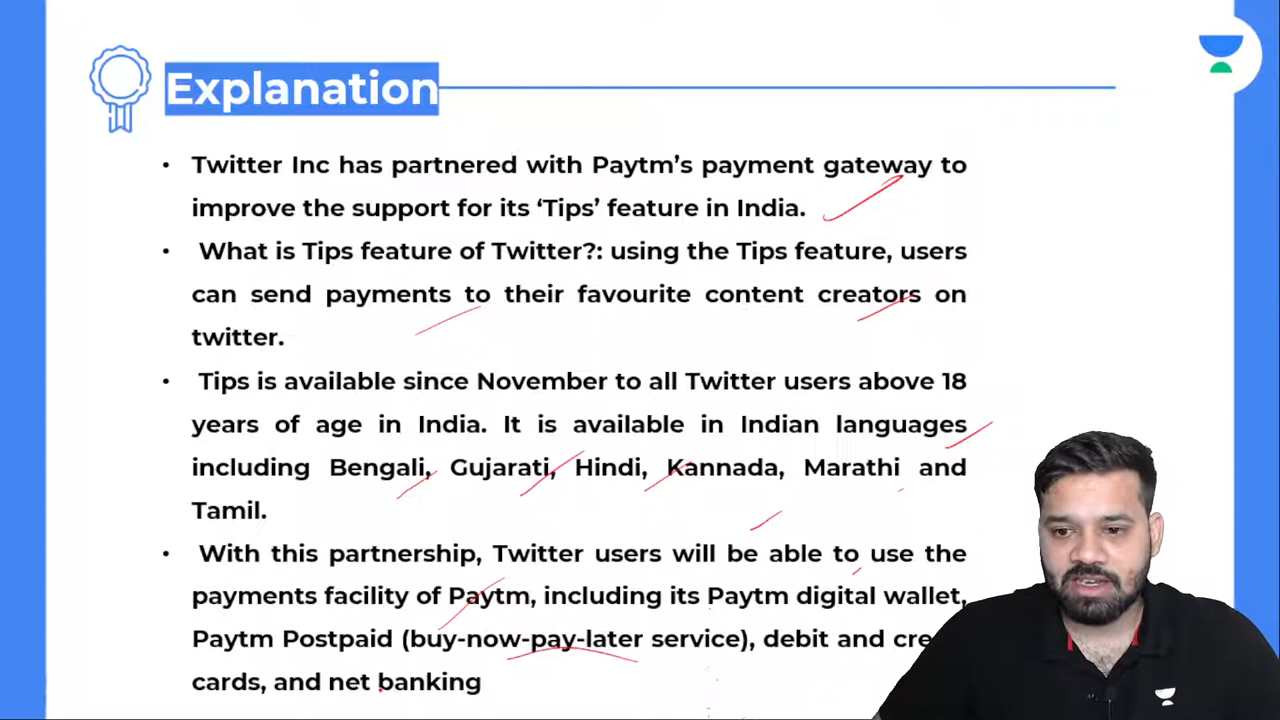 Explanation
• Twitter Inc has partnered with Paytm’s payment gateway to
improve the support for its ‘Tips’ feature in India.
• What is Tips feature of Twitter?: using the Tips feature, users
can send payments to their favourite content creators on
twitter.
• Tips is available since November to all Twitter users above 18
years of age in India. It is available in Indian languages
including Bengali, Gujarati, Hindi, Kannada, Marathi and
Tamil.
• With this partnership, Twitter users will be able to use the
payments facility of Paytm, including its Paytm digital wallet,
Paytm Postpaid (buy-now-pay-later service), debit and
cards, and net banking